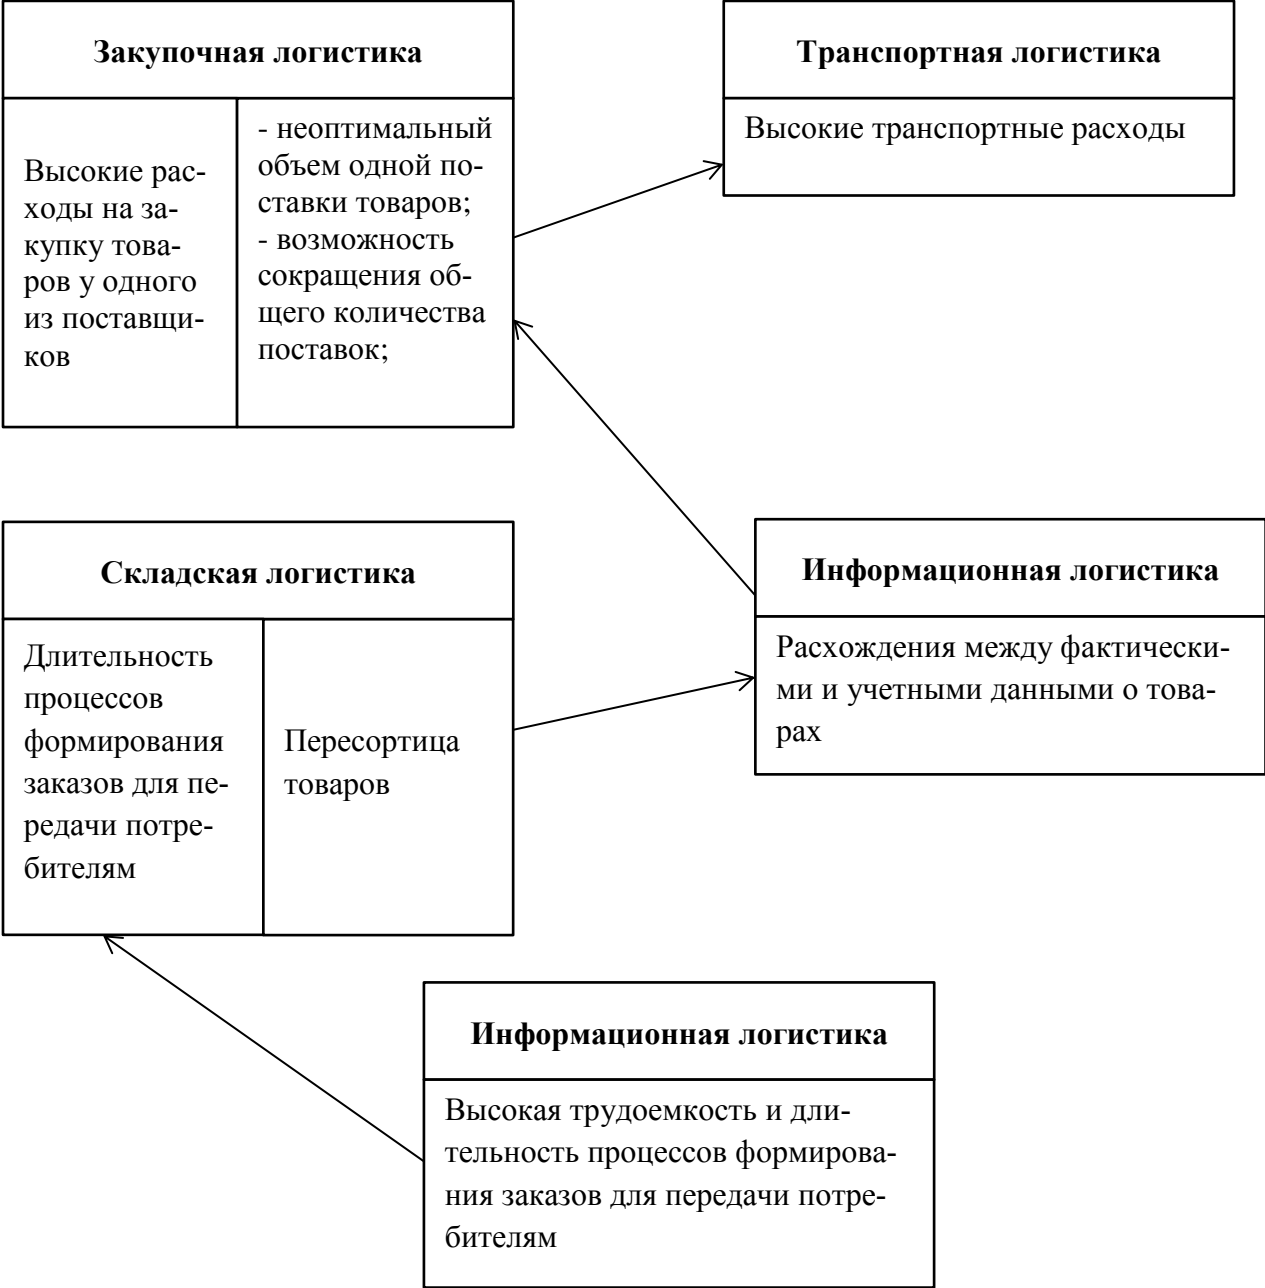 Закупочная логистика
Высокие рас-
ходы на за-
купку това-
ров у одного
из поставщи-
ков
- неоптимальный
объем одной по-
ставки товаров;
- возможность
сокращения об-
щего количества
поставок;
Транспортная логистика
Высокие транспортные расходы
Складская логистика
Длительность
процессов
формирования
заказов для пе-
редачи потре-
бителям
Пересортица
товаров
Информационная логистика
Расхождения между фактически-
ми и учетными данными о това-
рах
Информационная логистика
Высокая трудоемкость и дли-
тельность процессов формирова-
ния заказов для передачи потре-
бителям